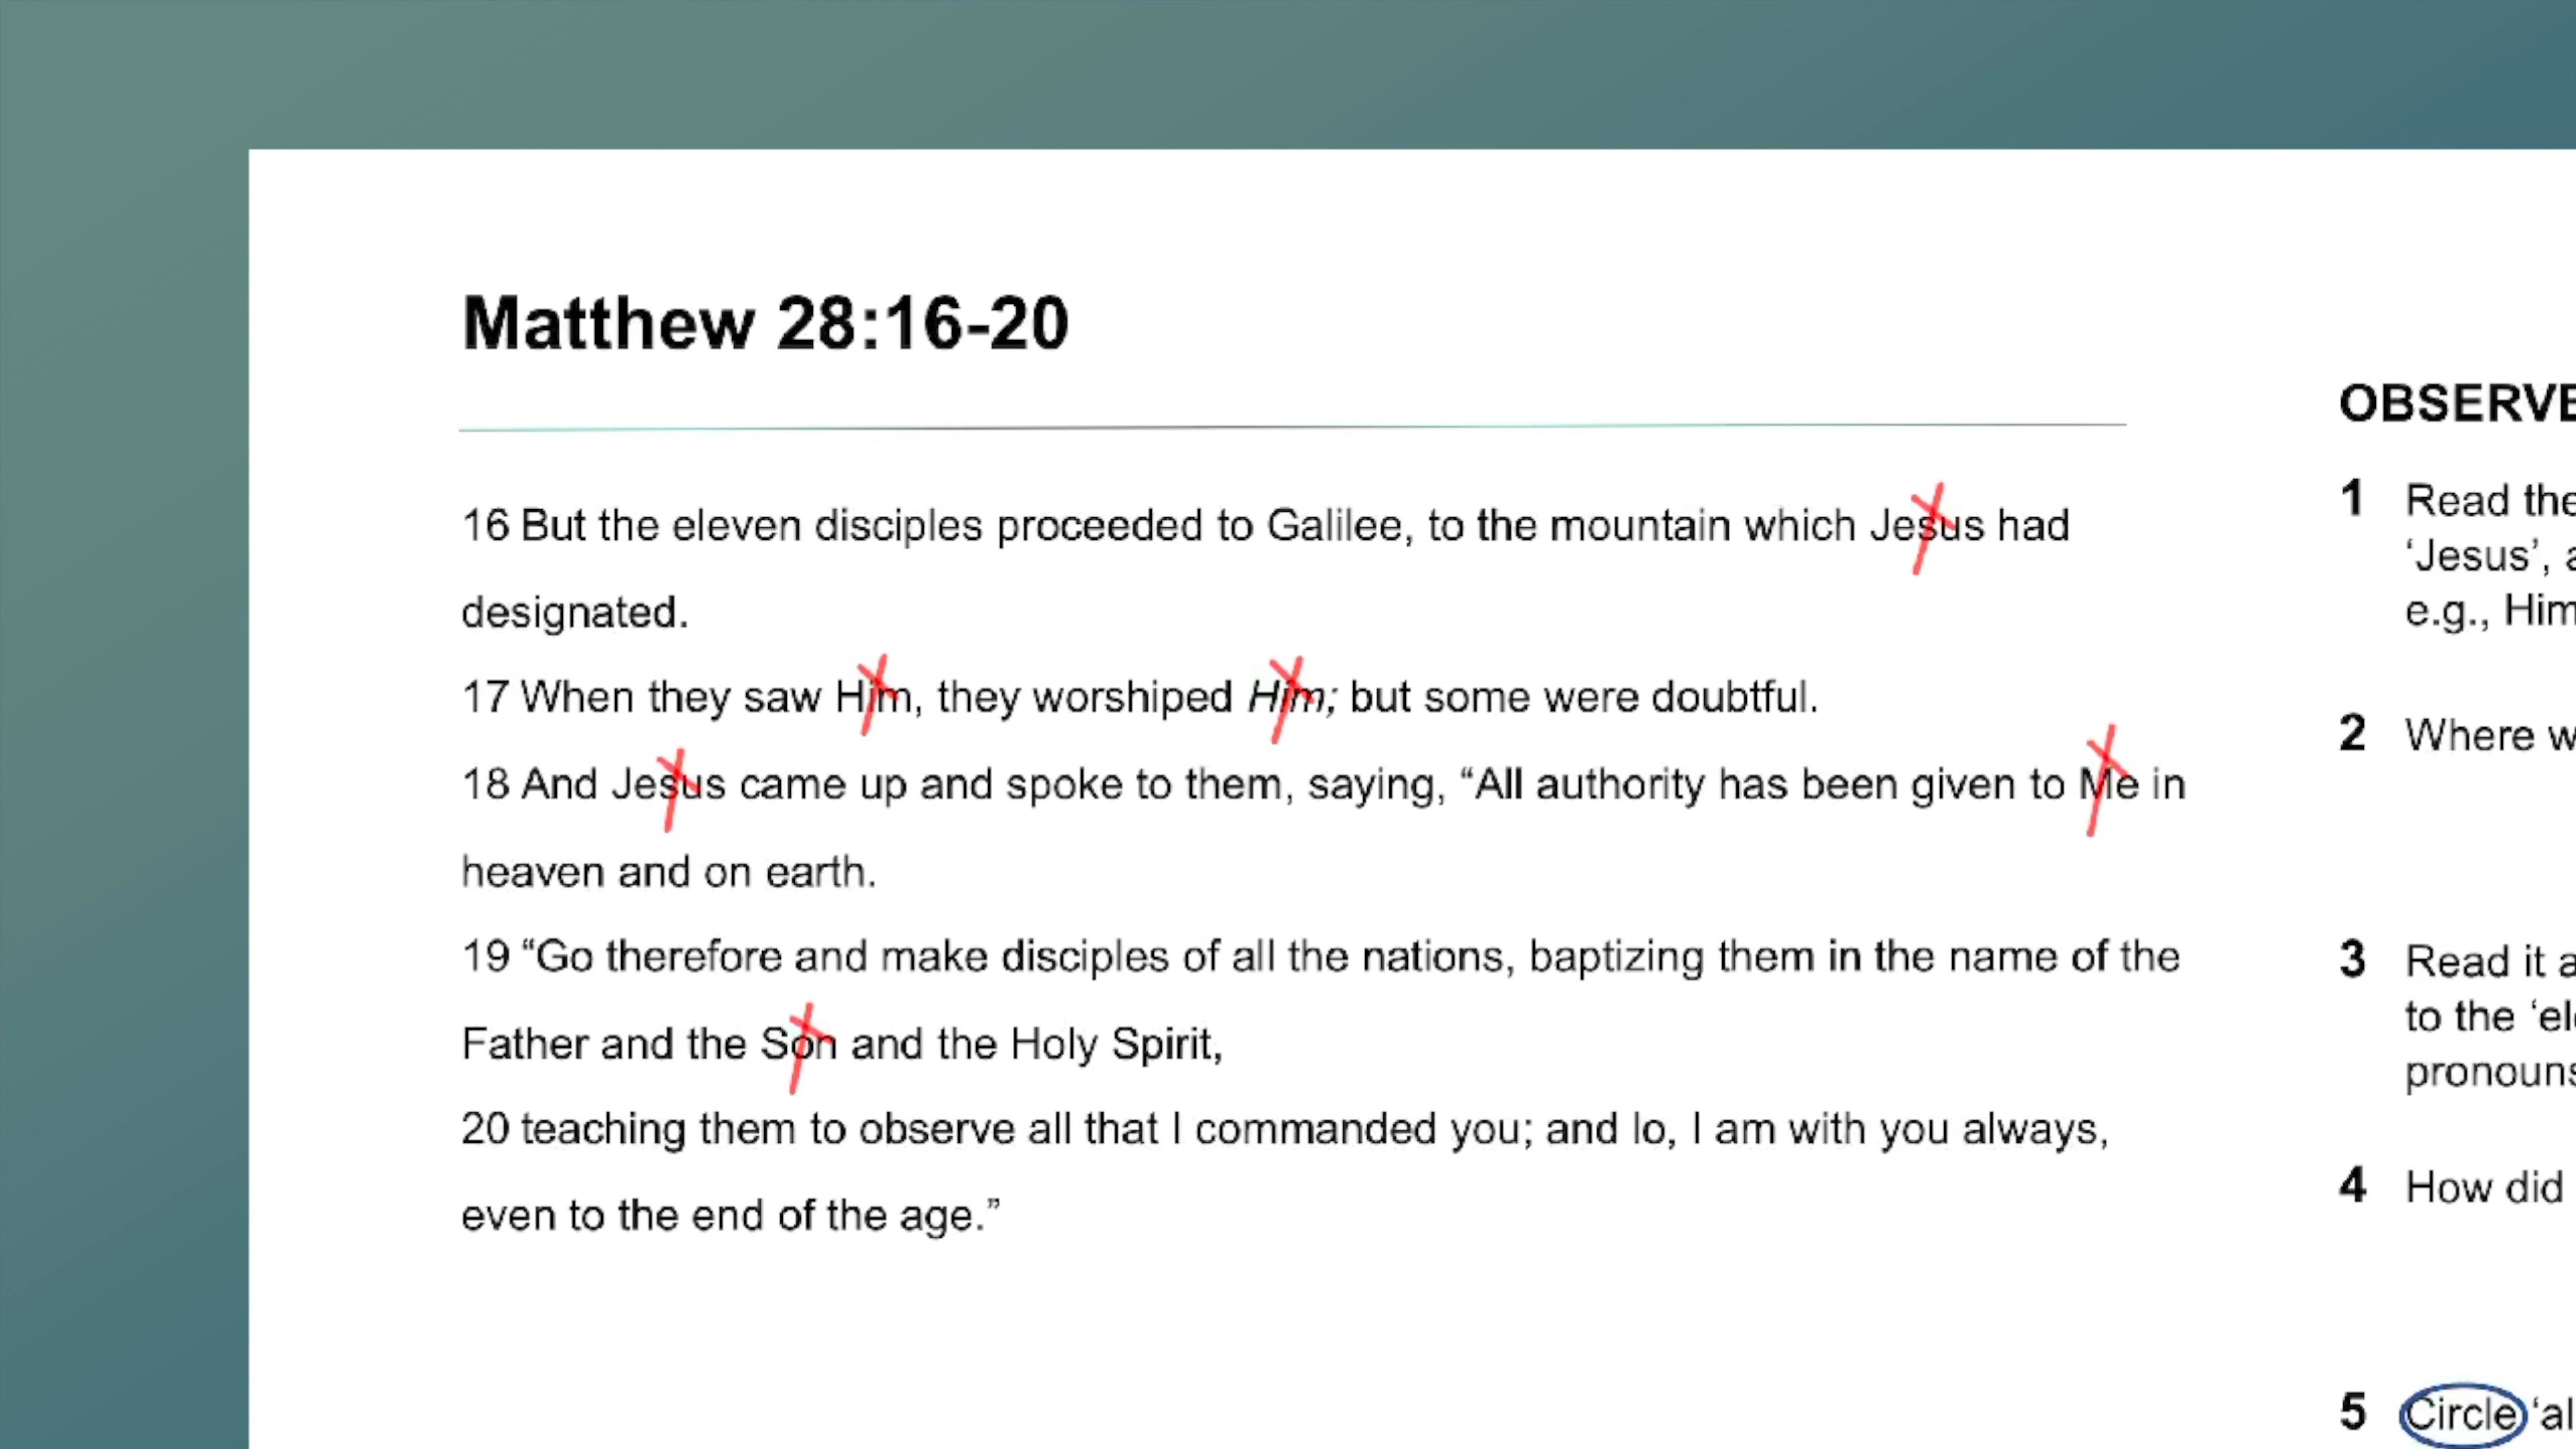 Matthew 28:16-20
16 But the eleven disciples proceeded to Galilee, to the mountain which Jesus had
designated.
17 When they saw Him, they worshiped Him; but some were doubtful.
18 And Jesus came up and spoke to them, saying, “All authority has been given to Me in
heaven and on earth.
19 “Go therefore and make disciples of all the nations, baptizing them in the name of the
Father and the Son and the Holy Spirit,
20 teaching them to observe all that I commanded you; and lo, I am with you always,
even to the end of the age.”
OBSERVE
1 Read the
‘Jesus’, a
e.g., Him
2 Where w
3 Read it a
to the ‘el
pronouns
4 How did
5 Circle ‘al